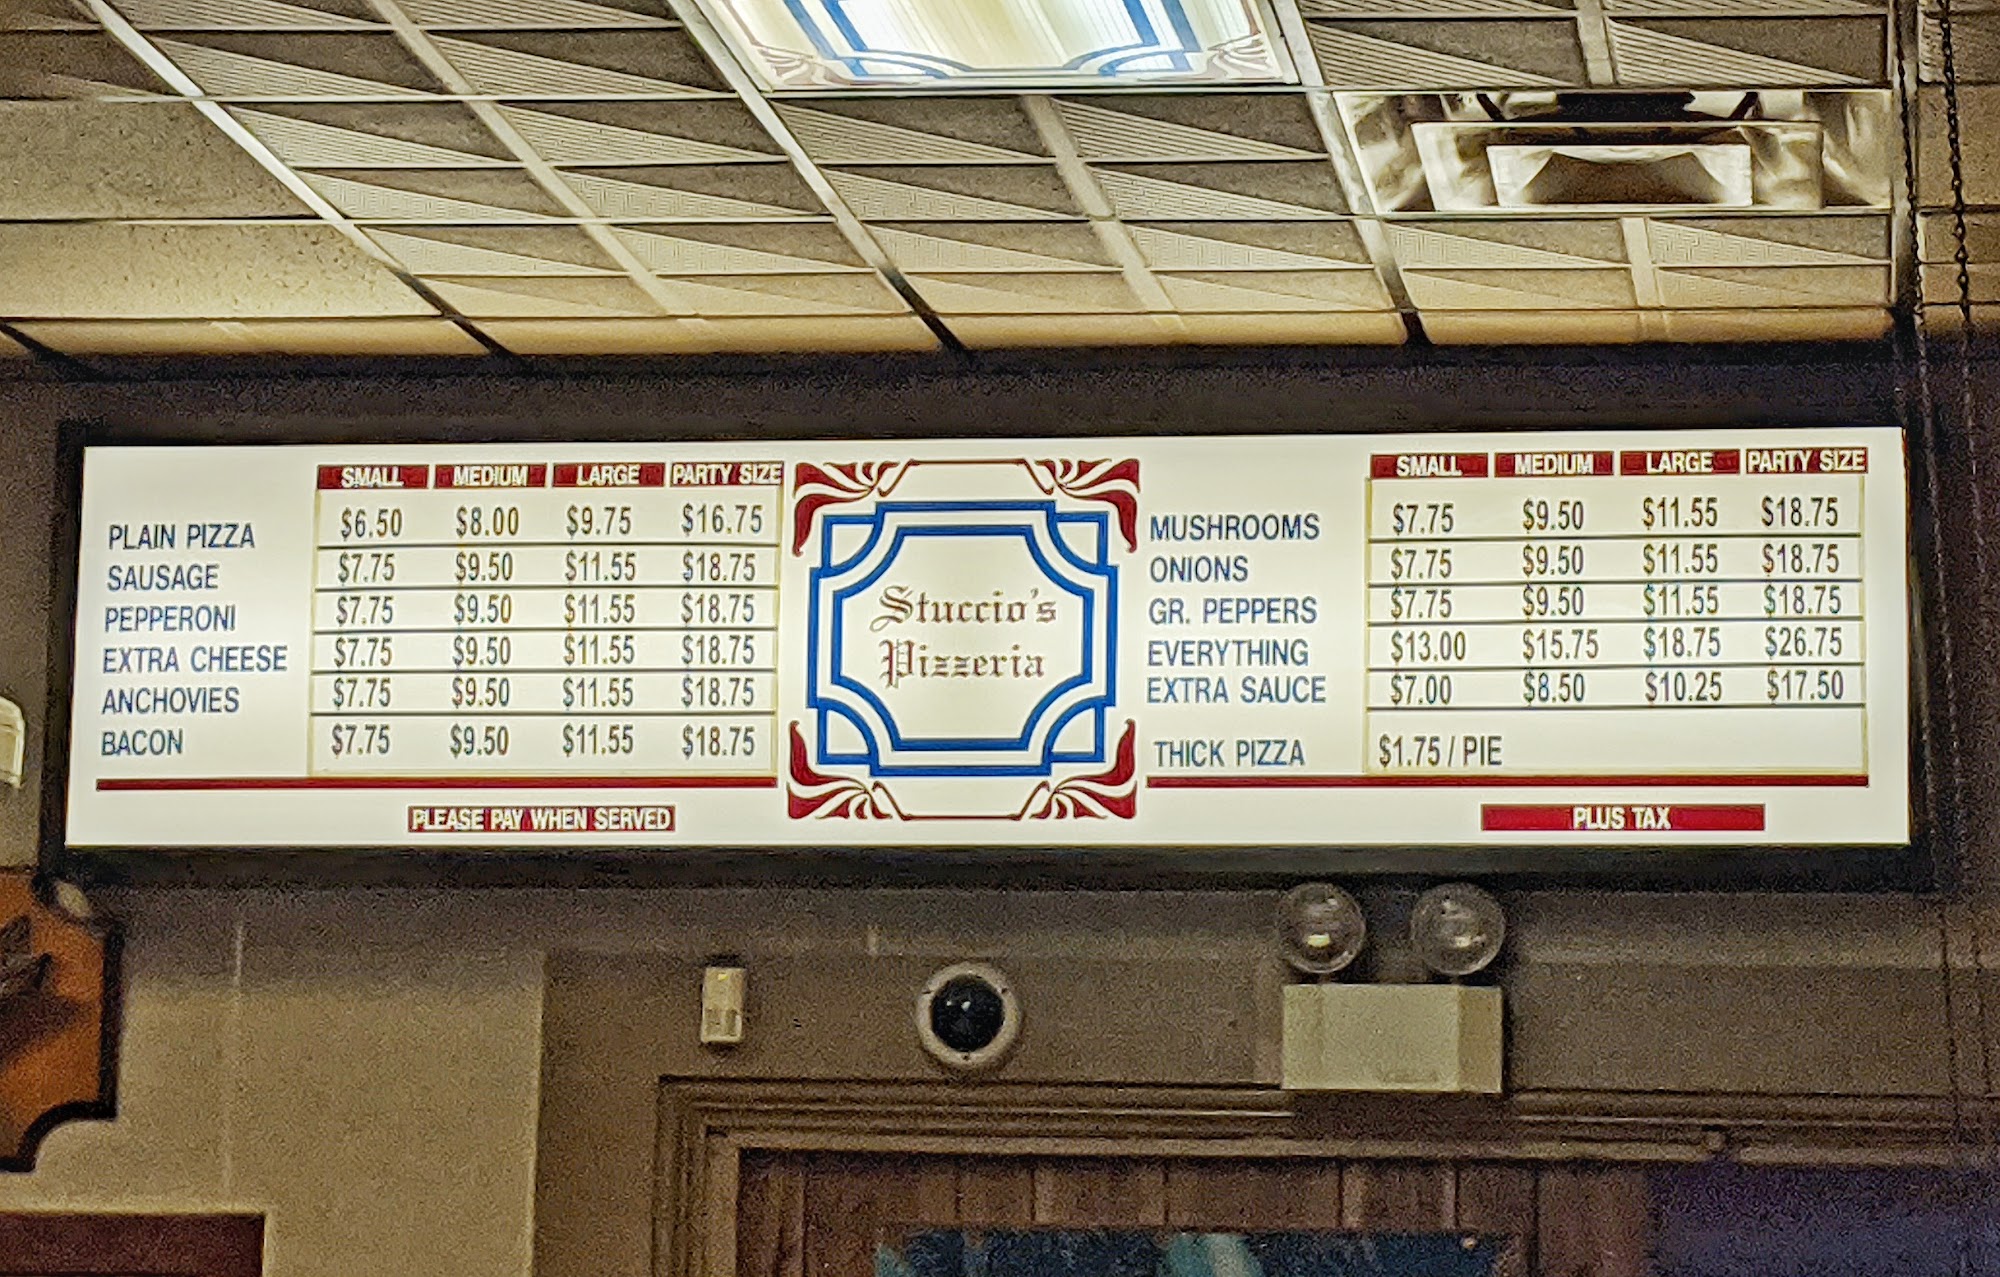 SMALL MEDIUM LARGE PARTY SIZE
PLAIN PIZZA $6.50 $8.00 $9.75 $16.75
SAUSAGE $7.75 $9.50 $11.55 $18.75
PEPPERONI $7.75 $9.50 $11.55 $18.75
EXTRA CHEESE $7.75 $9.50 $11.55 $18.75
ANCHOVIES $7.75 $9.50 $11.55 $18.75
BACON $7.75 $9.50 $11.55 $18.75
PLEASE PAY WHEN SERVED
Stuccio's
Pizzeria
SMALL MEDIUM LARGE PARTY SIZE
MUSHROOMS $7.75 $9.50 $11.55 $18.75
ONIONS $7.75 $9.50 $11.55 $18.75
GR. PEPPERS $7.75 $9.50 $11.55 $18.75
EVERYTHING $13.00 $15.75 $18.75 $26.75
EXTRA SAUCE $7.00 $8.50 $10.25 $17.50
THICK PIZZA $1.75 / PIE
PLUS TAX